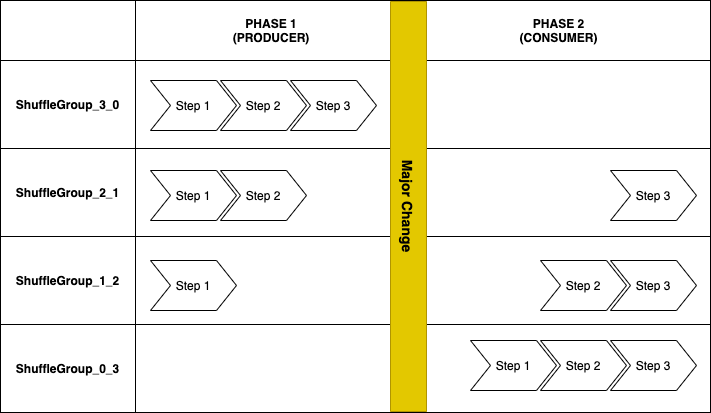 PHASE 1
(PRODUCER)
PHASE 2
(CONSUMER)
Major Change
ShuffleGroup_3_0
Step 1
Step 2
Step 3
ShuffleGroup_2_1
Step 1
Step 2
Step 3
ShuffleGroup_1_2
Step 1
Step 2
Step 3
ShuffleGroup_0_3
Step 1
Step 2
Step 3